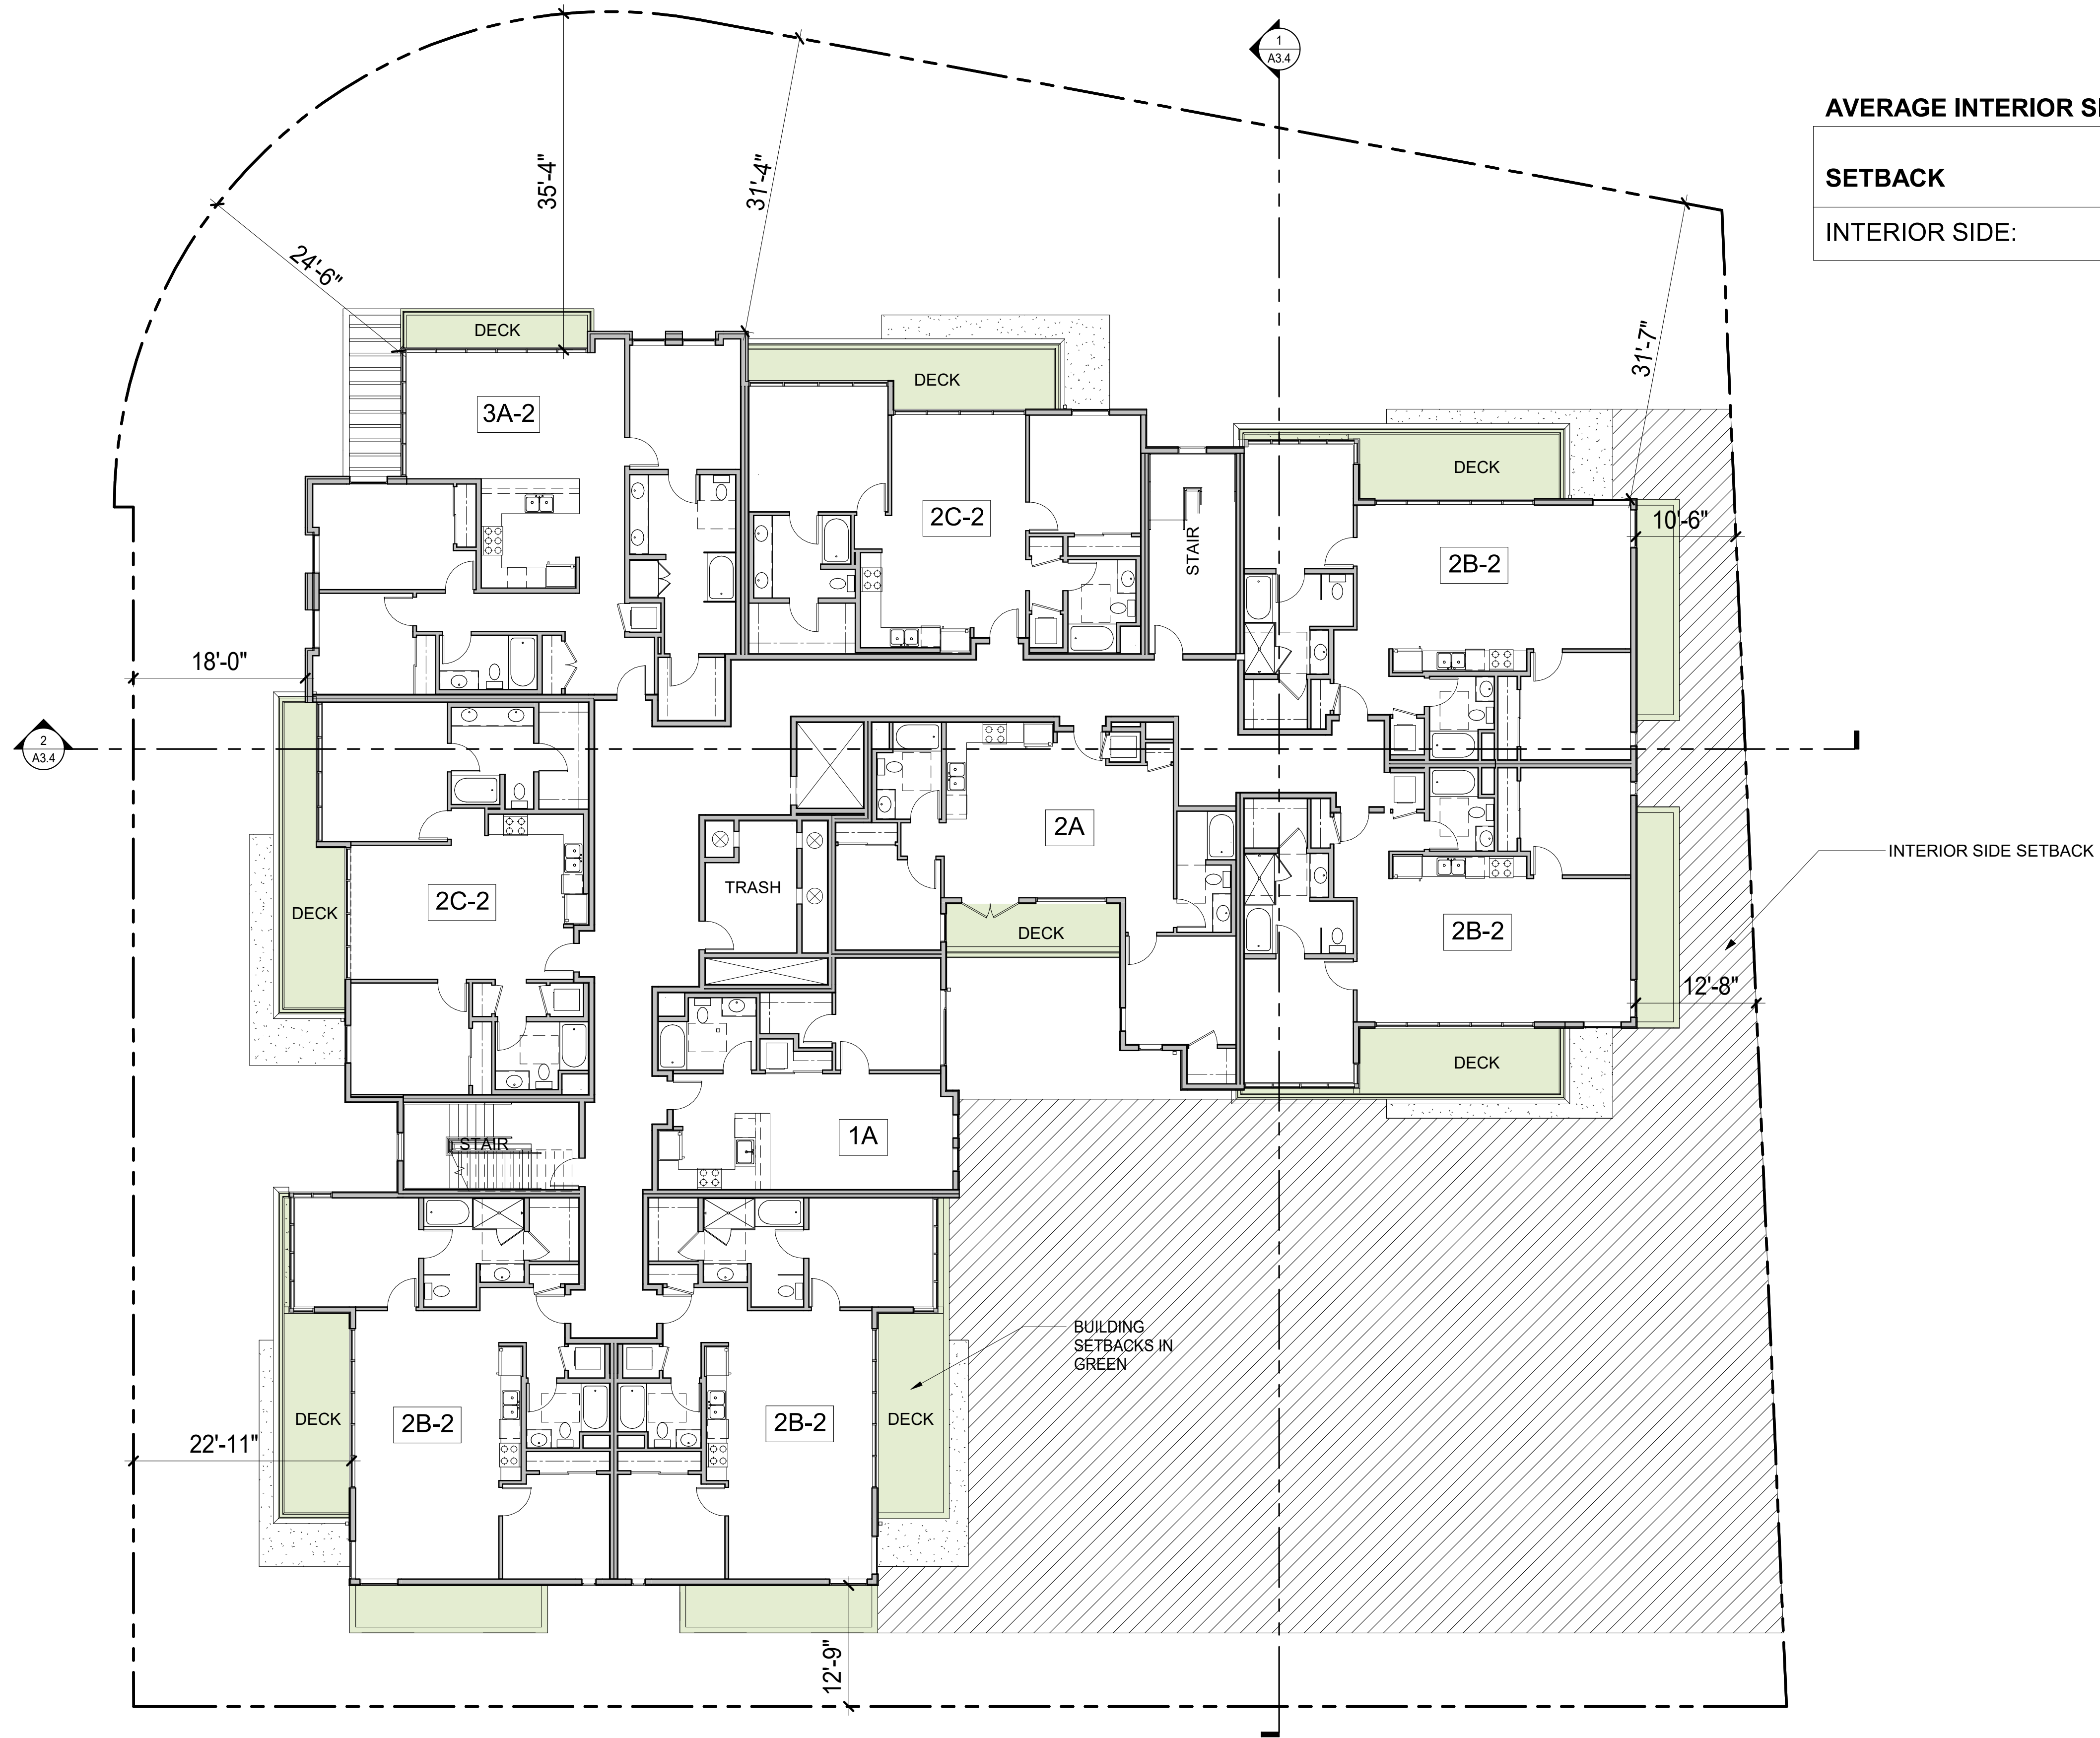 1
A3.4
AVERAGE INTERIOR
SETBACK
INTERIOR SIDE:
35'-4"
31'-4"
24'-6"
31'-7"
DECK
DECK
3A-2
DECK
2C-2
STAIR
10'-6"
2B-2
18'-0"
2
A3.4
2A
INTERIOR SIDE SETBACK
TRASH
2C-2
DECK
DECK
2B-2
12'-8"
DECK
1A
STAIR
BUILDING
SETBACKS IN
GREEN
DECK
2B-2
2B-2
DECK
22'-11"
12'-9"